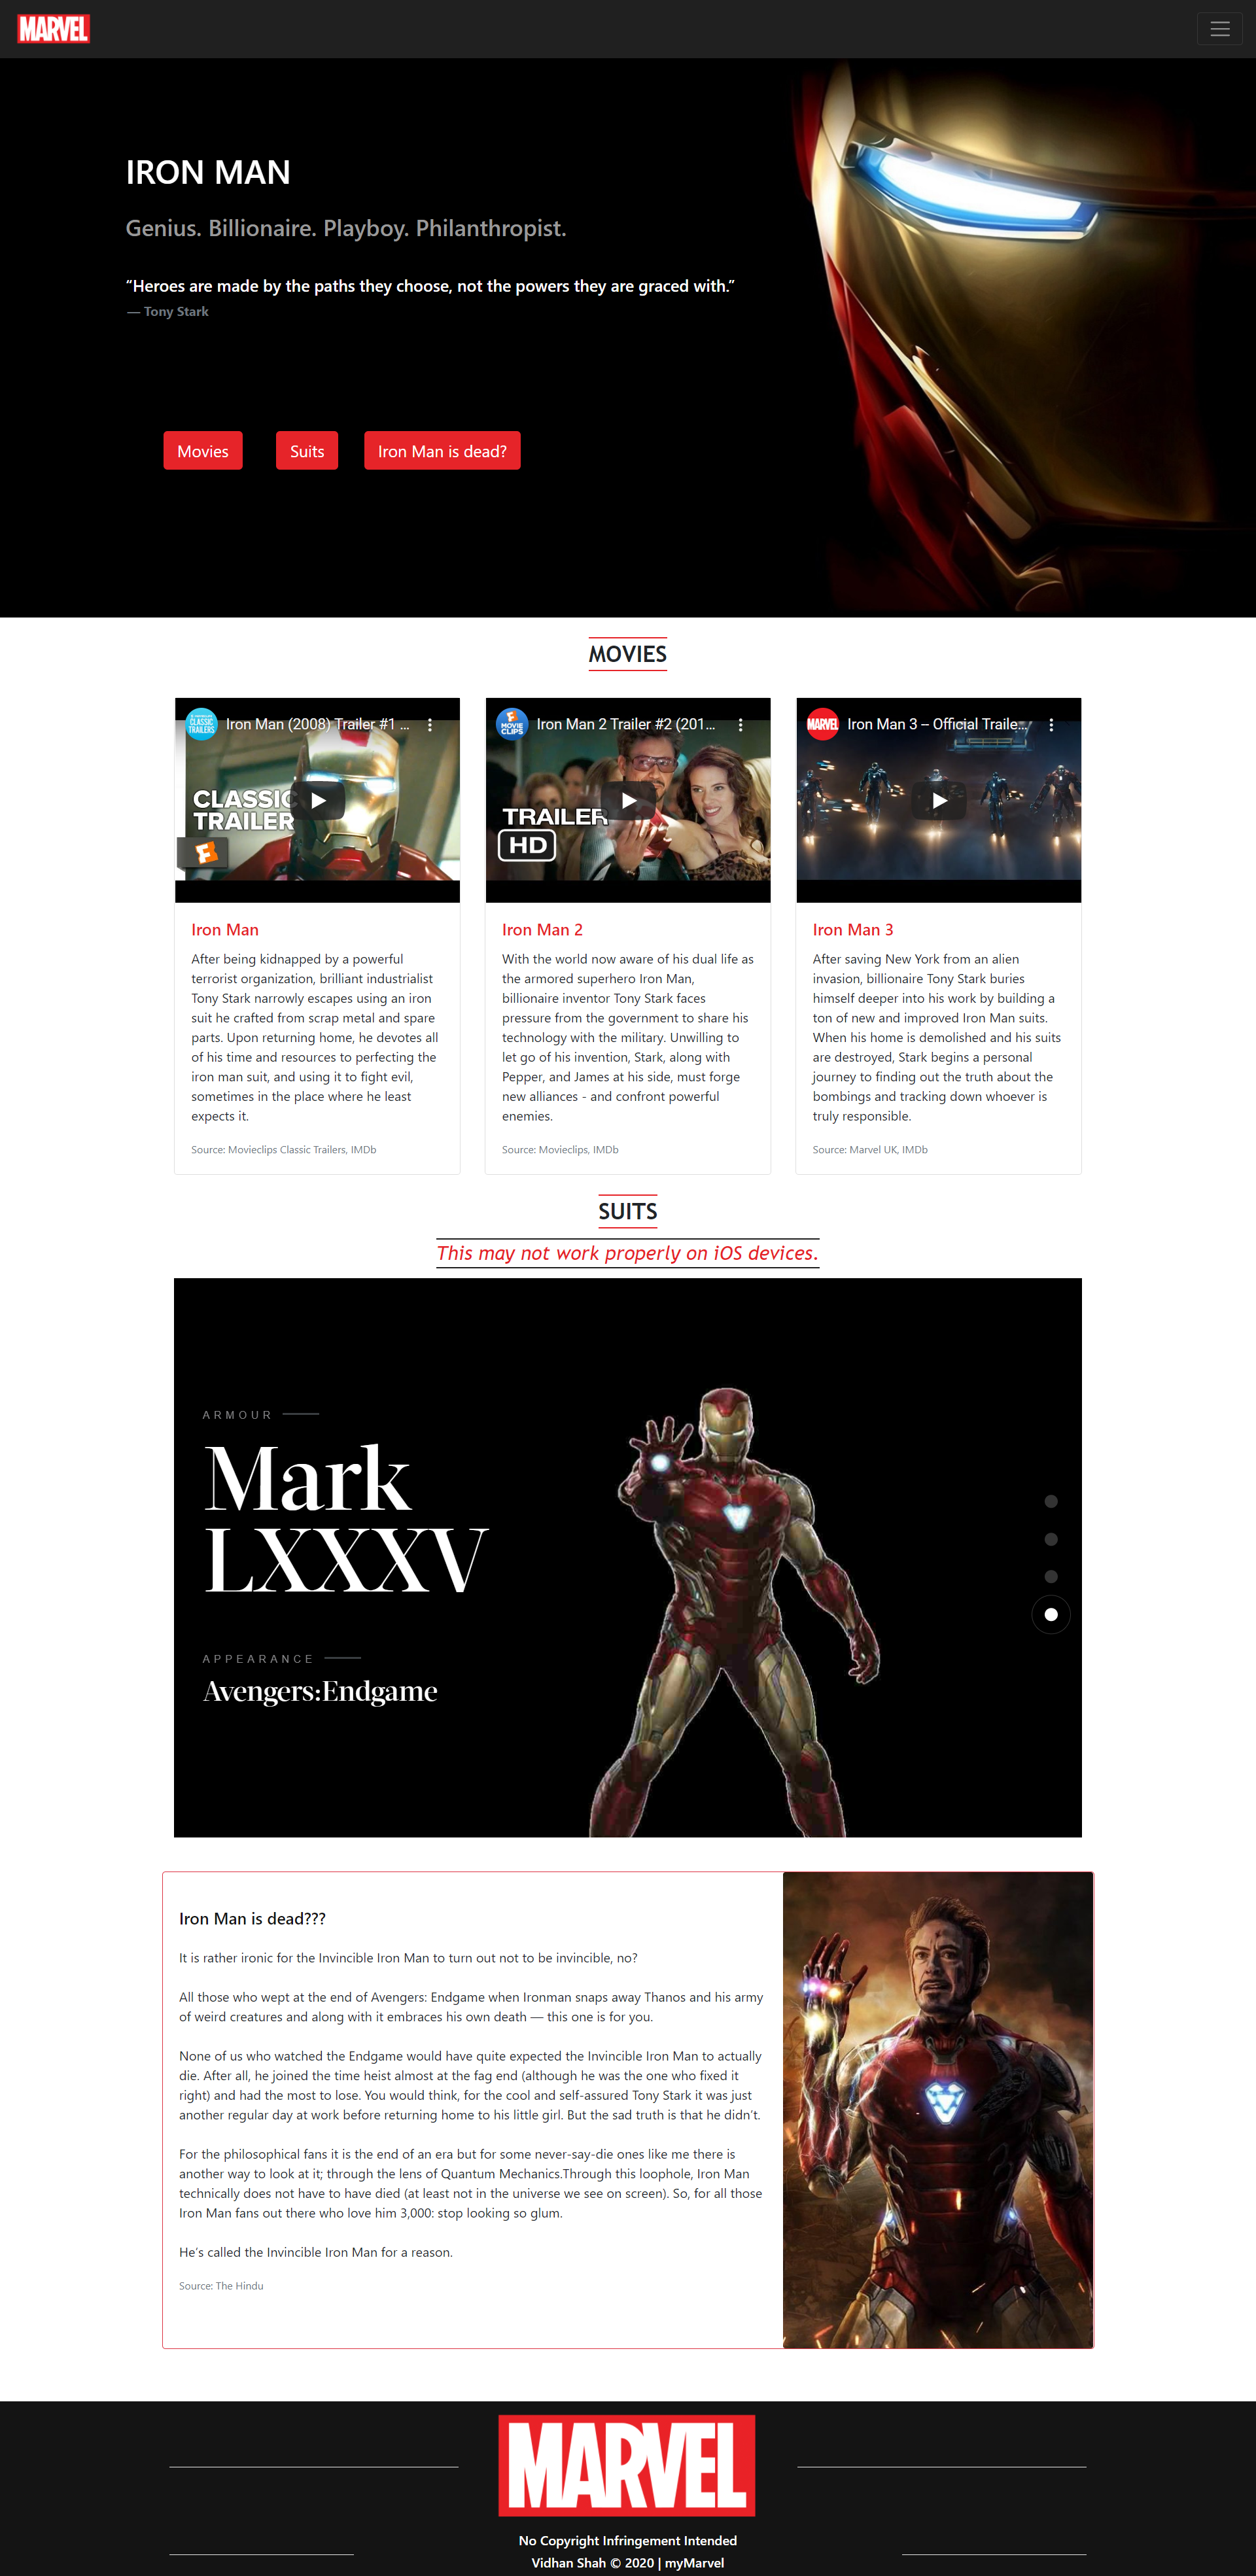 MARVEL
IRON MAN
Genius. Billionaire. Playboy. Philanthropist.
“Heroes are made by the paths they choose, not the powers they are graced with.”
— Tony Stark
Movies
Suits
Iron Man is dead?
MOVIES
Iron Man (2008) Trailer #1 ...
CLASSIC
TRAILER
Iron Man
After being kidnapped by a powerful
terrorist organization, brilliant industrialist
Tony Stark narrowly escapes using an iron
suit he crafted from scrap metal and spare
parts. Upon returning home, he devotes all
of his time and resources to perfecting the
iron man suit, and using it to fight evil,
sometimes in the place where he least
expects it.
Source: Movieclips Classic Trailers, IMDb
MOVIE
CLIPS
Iron Man 2 Trailer #2 (201...
TRAILER
HD
Iron Man 2
With the world now aware of his dual life as
the armored superhero Iron Man,
billionaire inventor Tony Stark faces
pressure from the government to share his
technology with the military. Unwilling to
let go of his invention, Stark, along with
Pepper, and James at his side, must forge
new alliances - and confront powerful
enemies.
Source: Movieclips, IMDb
MARVEL
Iron Man 3 – Official Traile...
Iron Man 3
After saving New York from an alien
invasion, billionaire Tony Stark buries
himself deeper into his work by building a
ton of new and improved Iron Man suits.
When his home is demolished and his suits
are destroyed, Stark begins a personal
journey to finding out the truth about the
bombings and tracking down whoever is
truly responsible.
Source: Marvel UK, IMDb
SUITS
This may not work properly on iOS devices.
ARMOUR
Mark
LXXXV
APPEARANCE
Avengers:Endgame
Iron Man is dead???
It is rather ironic for the Invincible Iron Man to turn out not to be invincible, no?
All those who wept at the end of Avengers: Endgame when Ironman snaps away Thanos and his army
of weird creatures and along with it embraces his own death — this one is for you.
None of us who watched the Endgame would have quite expected the Invincible Iron Man to actually
die. After all, he joined the time heist almost at the fag end (although he was the one who fixed it
right) and had the most to lose. You would think, for the cool and self-assured Tony Stark it was just
another regular day at work before returning home to his little girl. But the sad truth is that he didn’t.
For the philosophical fans it is the end of an era but for some never-say-die ones like me there is
another way to look at it; through the lens of Quantum Mechanics.Through this loophole, Iron Man
technically does not have to have died (at least not in the universe we see on screen). So, for all those
Iron Man fans out there who love him 3,000: stop looking so glum.
He’s called the Invincible Iron Man for a reason.
Source: The Hindu
MARVEL
No Copyright Infringement Intended
Vidhan Shah © 2020 | myMarvel